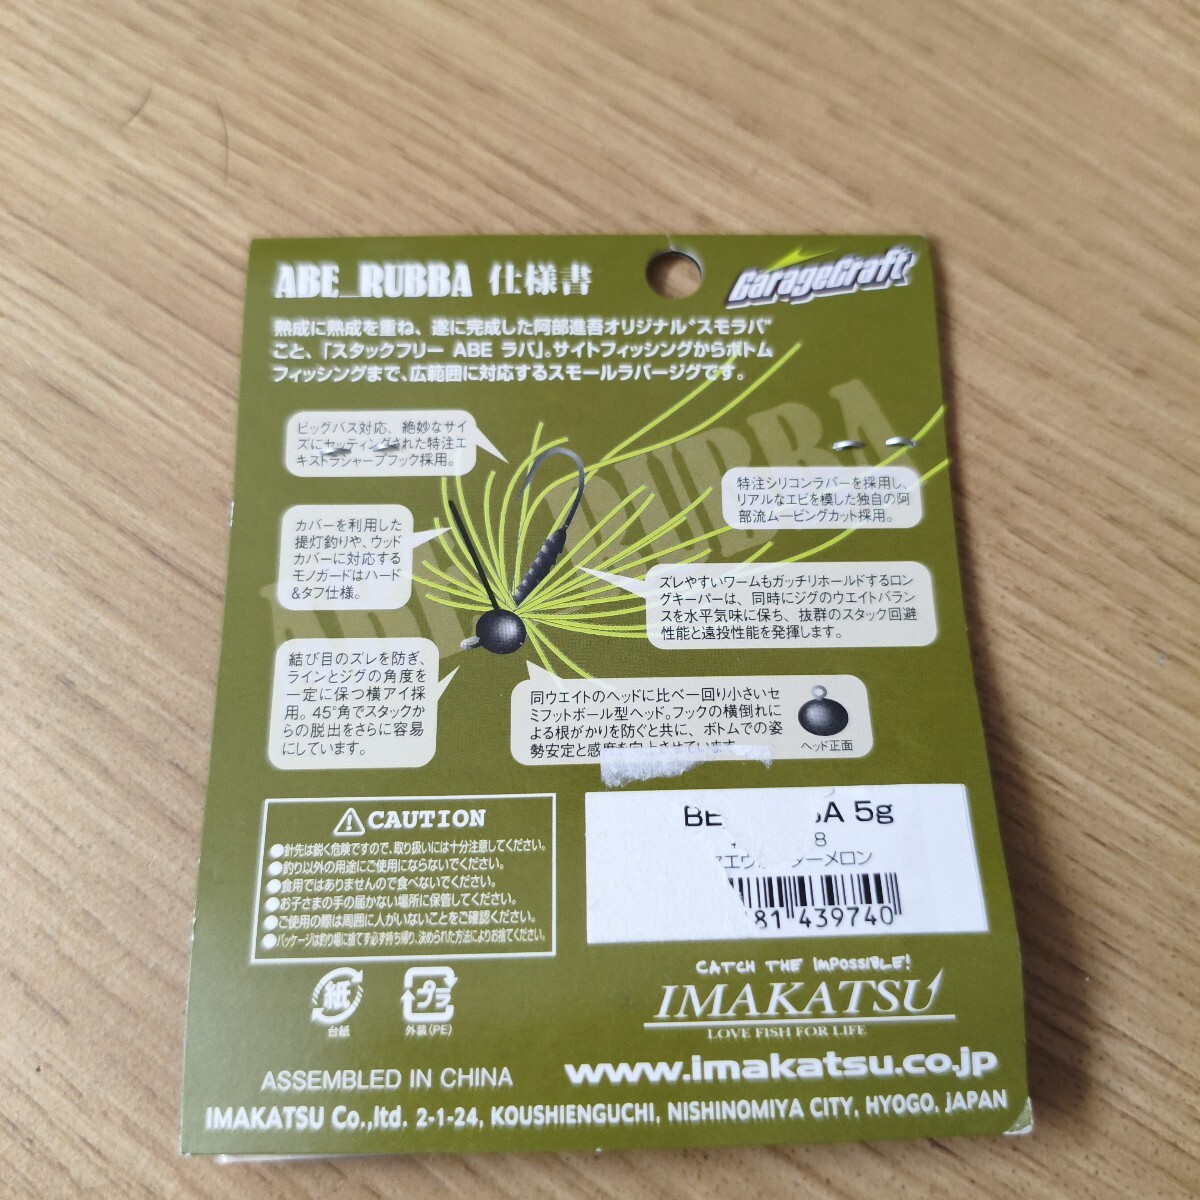 ABE_RUBBA 仕様書
GarageCraft
熟成に熟成を重ね、遂に完成した阿部進吾オリジナル“スモラバ”
こと、「スタックフリー ABE ラバ」。サイトフィッシングからボトム
フィッシングまで、広範囲に対応するスモールラバージグです。
ビッグバス対応、絶妙なサイ
ズにセッティングされた特注エ
キストラシャープフック採用。
特注シリコンラバーを採用し、
リアルなエビを模した独自の阿
部流ムービングカット採用。
カバーを利用した
提灯釣りや、ウッド
カバーに対応する
モノガードはハード
&タフ仕様。
ズレやすいワームもガッチリホールドするロン
グキーパーは、同時にジグのウエイトバランス
を水平気味に保ち、抜群のスタック回避
性能と遠投性能を発揮します。
結び目のズレを防ぎ、
ラインとジグの角度を
一定に保つ横アイ採
用。45°角でスタックか
らの脱出をさらに容易
にしています。
同ウエイトのヘッドに比べ一回り小さいセ
ミフットボール型ヘッド。フックの横倒れに
よる根がかりを防ぐと共に、ボトムでの姿
勢安定と感度を向上させています。
ヘッド正面
CAUTION
●針先は鋭く危険ですので、取り扱いには十分注意してください。
●釣り以外の用途にご使用にならないでください。
●食用ではありませんので食べないでください。
●お子さまの手の届かない場所に保管してください。
●ご使用の際は周囲に人がいないことをご確認ください。
●パッケージは釣り場に捨てず必ず持ち帰り、決められた方法によりお捨てください。
BE BA 5g
8
エウ ターメロン
81 439740
紙
台紙
プラ
外装(PE)
CATCH THE IMPOSSIBLE!
IMAKATSU
LOVE FISH FOR LIFE
ASSEMBLED IN CHINA
www.imakatsu.co.jp
IMAKATSU Co.,ltd. 2-1-24, KOUSHIENGUCHI, NISHINOMIYA CITY, HYOGO, JAPAN